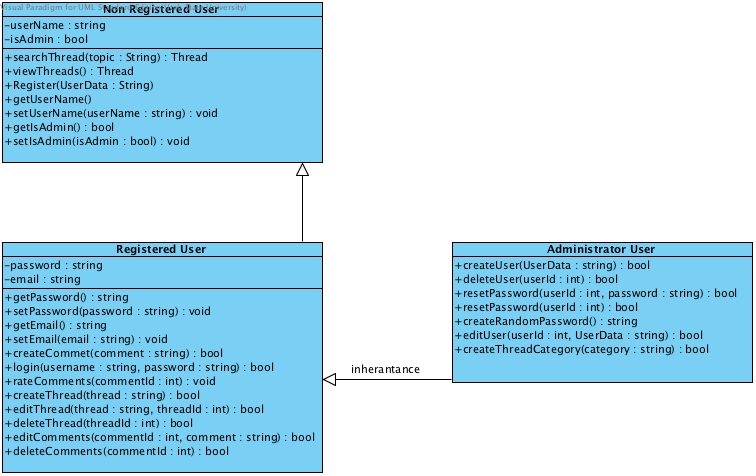 Visual Paradigm for UML
University)
Non Registered User
-userName : string
-isAdmin : bool
+searchThread(topic : String) : Thread
+viewThreads() : Thread
+Register(UserData : String)
+getUserName()
+setUserName(userName : string) : void
+getIsAdmin() : bool
+setIsAdmin(isAdmin : bool) : void
Registered User
-password : string
-email : string
+getPassword() : string
+setPassword(password : string) : void
+getEmail() : string
+setEmail(email : string) : void
+createCommet(comment : string) : bool
+login(username : string, password : string) : bool
+rateComments(commentId : int) : void
+createThread(thread : string) : bool
+editThread(thread : string, threadId : int) : bool
+deleteThread(threadId : int) : bool
+editComments(commentId : int, comment : string) : bool
+deleteComments(commentId : int) : bool
inherantance
Administrator User
+createUser(UserData : string) : bool
+deleteUser(userId : int) : bool
+resetPassword(userId : int, password : string) : bool
+resetPassword(userId : int) : bool
+createRandomPassword() : string
+editUser(userId : int, UserData : string) : bool
+createThreadCategory(category : string) : bool